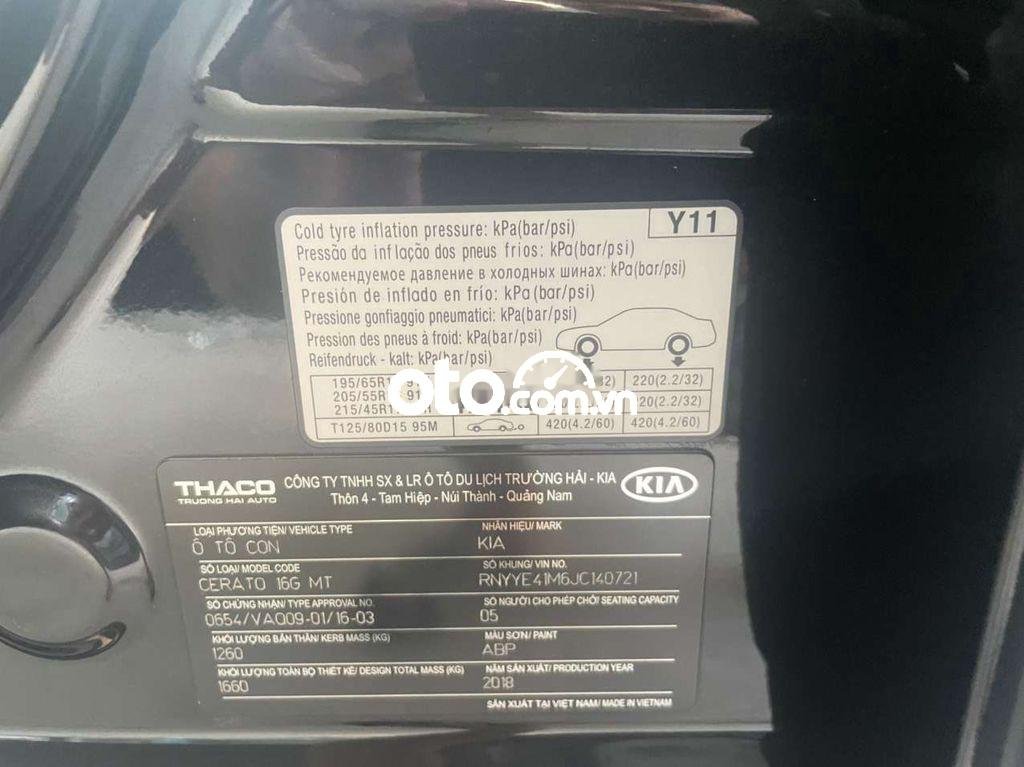 Cold tyre inflation pressure: kPa(bar/psi)
Y11
Pressão da inflação dos pneus frios: kPa(bar/psi)
Рекомендуемое давление в холодных шинах: kPa(bar/psi)
Presión de inflado en frío: kPa(bar/psi)
Pressione gonfiaggio pneumatici: kPa(bar/psi)
Pression des pneus à froid: kPa(bar/psi)
Reifendruck - kalt: kPa(bar/psi)
220(2.2/32)
oto.com.vn
T125/80D15 95M 420(4.2/60) 420(4.2/60)
THACO
TRUONG HAI AUTO
CÔNG TY TNHH SX & LR Ô TÔ DU LỊCH TRƯỜNG HẢI - KIA
Thôn 4 - Tam Hiệp - Núi Thành - Quảng Nam
KIA
LOẠI PHƯƠNG TIỆN/ VEHICLE TYPE
Ô TÔ CON
NHÃN HIỆU/ MARK
KIA
SỐ LOẠI/ MODEL CODE
CERATO 16G MT
SỐ KHUNG/ VIN NO.
RNYYE41M6JC140721
SỐ CHỨNG NHẬN/ TYPE APPROVAL NO.
0654/VAQ09-01/16-03
SỐ NGƯỜI CHO PHÉP CHỞ/ SEATING CAPACITY
05
KHỐI LƯỢNG BẢN THÂN/ KERB MASS (KG)
1260
MÀU SƠN/ PAINT
ABP
KHỐI LƯỢNG TOÀN BỘ THIẾT KẾ/ DESIGN TOTAL MASS (KG)
1660
NĂM SẢN XUẤT/ PRODUCTION YEAR
2018
SẢN XUẤT TẠI VIỆT NAM/ MADE IN VIETNAM